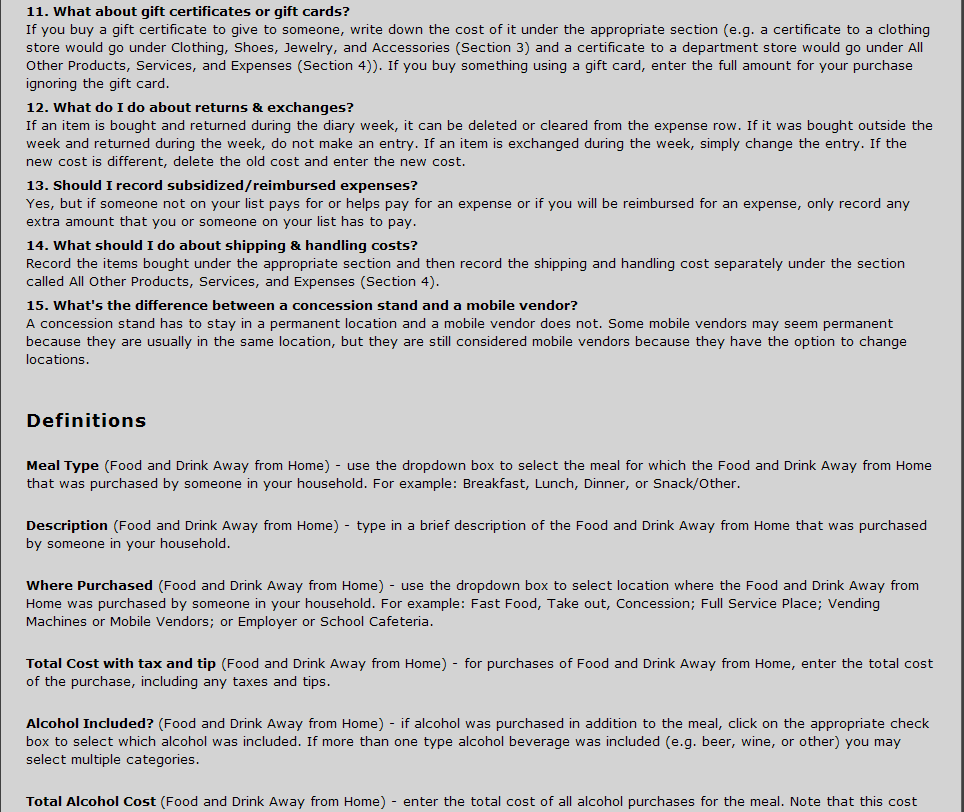 11. What about gift certificates or gift cards?
If you buy a gift certificate to give to someone, write down the cost of it under the appropriate section (e.g. a certificate to a clothing
store would go under Clothing, Shoes, Jewelry, and Accessories (Section 3) and a certificate to a department store would go under All
Other Products, Services, and Expenses (Section 4)). If you buy something using a gift card, enter the full amount for your purchase
ignoring the gift card.
12. What do I do about returns & exchanges?
If an item is bought and returned during the diary week, it can be deleted or cleared from the expense row. If it was bought outside the
week and returned during the week, do not make an entry. If an item is exchanged during the week, simply change the entry. If the
new cost is different, delete the old cost and enter the new cost.
13. Should I record subsidized/reimbursed expenses?
Yes, but if someone not on your list pays for or helps pay for an expense or if you will be reimbursed for an expense, only record any
extra amount that you or someone on your list has to pay.
14. What should I do about shipping & handling costs?
Record the items bought under the appropriate section and then record the shipping and handling cost separately under the section
called All Other Products, Services, and Expenses (Section 4).
15. What's the difference between a concession stand and a mobile vendor?
A concession stand has to stay in a permanent location and a mobile vendor does not. Some mobile vendors may seem permanent
because they are usually in the same location, but they are still considered mobile vendors because they have the option to change
locations.
Definitions
Meal Type (Food and Drink Away from Home) - use the dropdown box to select the meal for which the Food and Drink Away from Home
that was purchased by someone in your household. For example: Breakfast, Lunch, Dinner, or Snack/Other.
Description (Food and Drink Away from Home) - type in a brief description of the Food and Drink Away from Home that was purchased
by someone in your household.
Where Purchased (Food and Drink Away from Home) - use the dropdown box to select location where the Food and Drink Away from
Home was purchased by someone in your household. For example: Fast Food, Take out, Concession; Full Service Place; Vending
Machines or Mobile Vendors; or Employer or School Cafeteria.
Total Cost with tax and tip (Food and Drink Away from Home) - for purchases of Food and Drink Away from Home, enter the total cost
of the purchase, including any taxes and tips.
Alcohol Included? (Food and Drink Away from Home) - if alcohol was purchased in addition to the meal, click on the appropriate check
box to select which alcohol was included. If more than one type alcohol beverage was included (e.g. beer, wine, or other) you may
select multiple categories.
Total Alcohol Cost (Food and Drink Away from Home) - enter the total cost of all alcohol purchases for the meal. Note that this cost